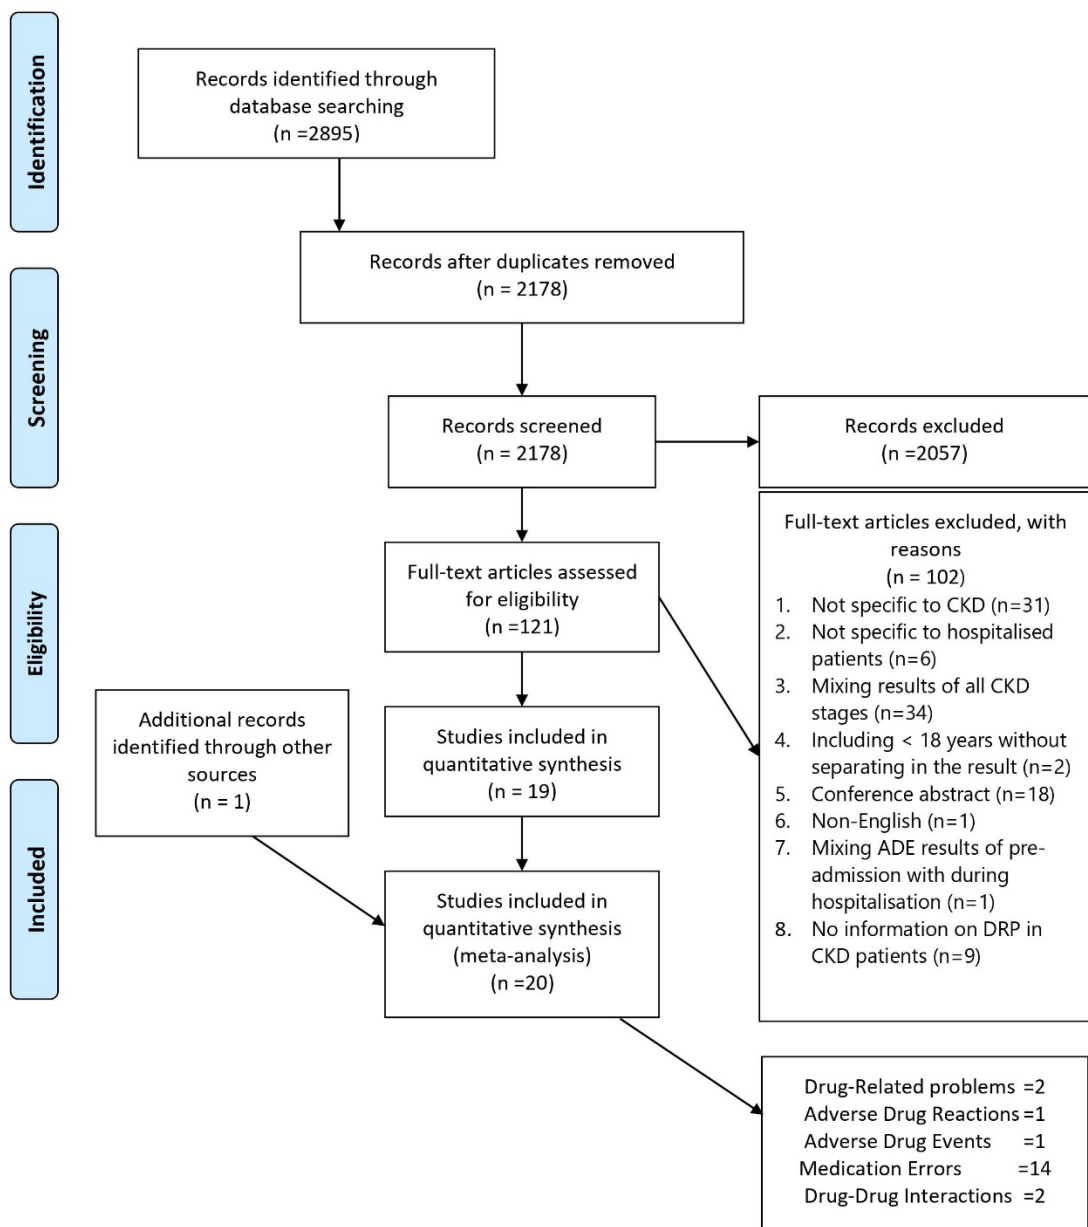 Identification
Records identified through
database searching
(n =2895)
Records after duplicates removed
(n = 2178)
Screening
Records screened
(n = 2178)
Records excluded
(n =2057)
Eligibility
Full-text articles assessed
for eligibility
(n =121)
Full-text articles excluded, with
reasons
(n = 102)
1. Not specific to CKD (n=31)
2. Not specific to hospitalised
patients (n=6)
3. Mixing results of all CKD
stages (n=34)
4. Including < 18 years without
separating in the result (n=2)
5. Conference abstract (n=18)
6. Non-English (n=1)
7. Mixing ADE results of pre-
admission with during
hospitalisation (n=1)
8. No information on DRP in
CKD patients (n=9)
Additional records
identified through other
sources
(n = 1)
Studies included in
quantitative synthesis
(n = 19)
Included
Studies included in
quantitative synthesis
(meta-analysis)
(n =20)
Drug-Related problems =2
Adverse Drug Reactions =1
Adverse Drug Events =1
Medication Errors =14
Drug-Drug Interactions =2